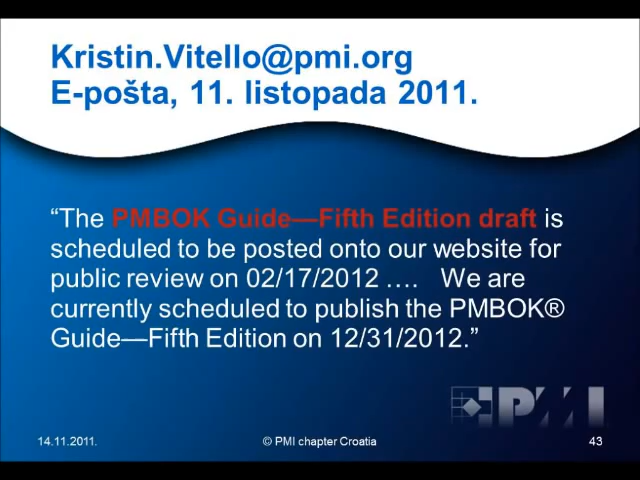 Kristin.Vitello@pmi.org
E-pošta, 11. listopada 2011.
“The PMBOK Guide—Fifth Edition draft is
scheduled to be posted onto our website for
public review on 02/17/2012 …. We are
currently scheduled to publish the PMBOK®
Guide—Fifth Edition on 12/31/2012.”
PMI
14.11.2011.
© PMI chapter Croatia
43